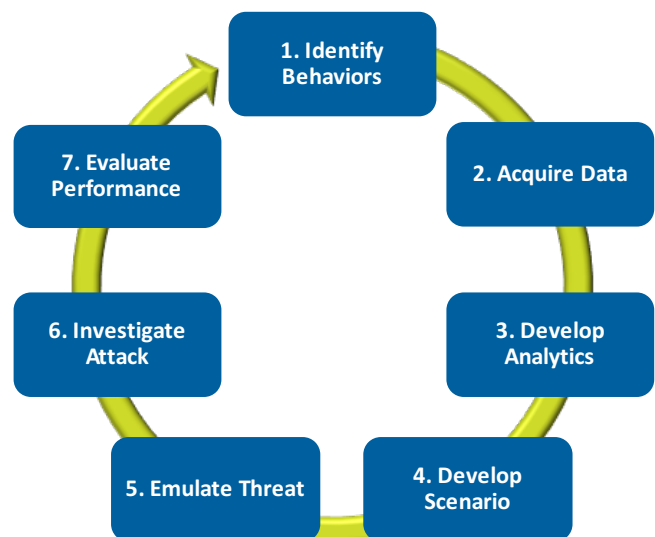 1. Identify
Behaviors
2. Acquire Data
3. Develop
Analytics
4. Develop
Scenario
5. Emulate Threat
6. Investigate
Attack
7. Evaluate
Performance